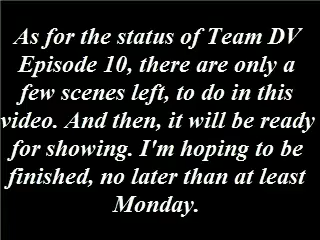 As for the status of Team DV
Episode 10, there are only a
few scenes left, to do in this
video. And then, it will be ready
for showing. I'm hoping to be
finished, no later than at least
Monday.